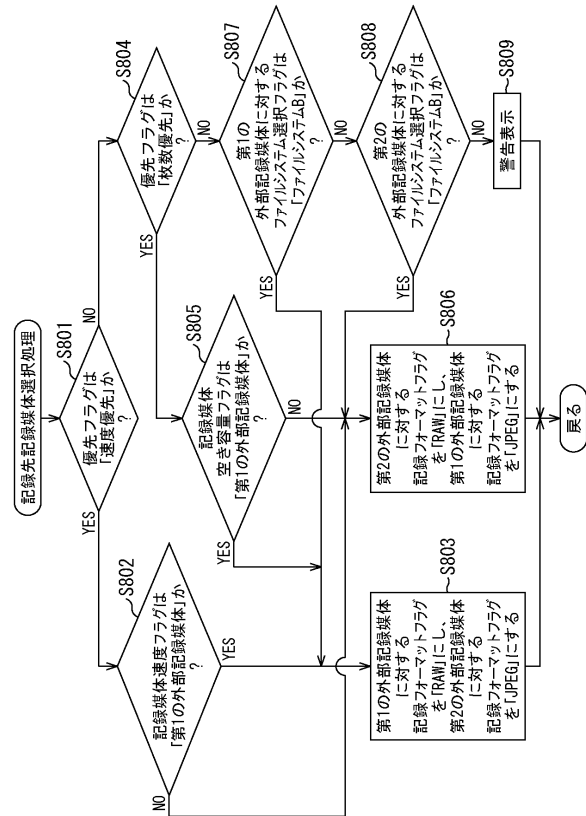 記録先記録媒体選択処理
S801
優先フラグは
「速度優先」か
?
YES
NO
S802
記録媒体速度フラグは
「第1の外部記録媒体」か
?
YES
NO
S804
優先フラグは
「枚数優先」か
?
YES
NO
S805
記録媒体
空き容量フラグは
「第1の外部記録媒体」か
?
YES
NO
S807
第1の
外部記録媒体に対する
ファイルシステム選択フラグは
「ファイルシステムB」か
?
YES
NO
S808
第2の
外部記録媒体に対する
ファイルシステム選択フラグは
「ファイルシステムB」か
?
YES
NO
S803
第1の外部記録媒体
に対する
記録フォーマットフラグ
を「RAW」にし、
第2の外部記録媒体
に対する
記録フォーマットフラグ
を「JPEG」にする
S806
第2の外部記録媒体
に対する
記録フォーマットフラグ
を「RAW」にし、
第1の外部記録媒体
に対する
記録フォーマットフラグ
を「JPEG」にする
S809
警告表示
戻る